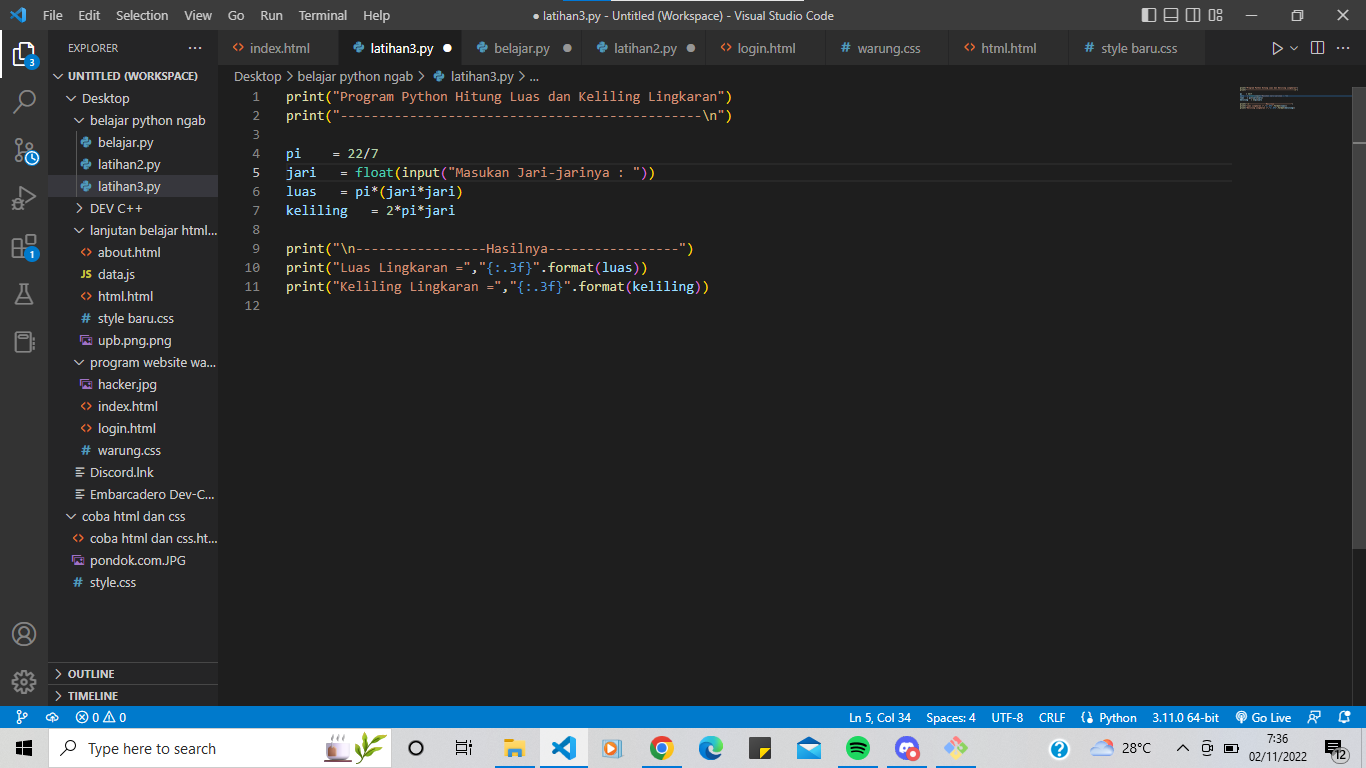 File Edit Selection View Go Run Terminal Help ● latihan3.py - Untitled (Workspace) - Visual Studio Code
EXPLORER ···
index.html latihan3.py ● belajar.py ● latihan2.py ● login.html warung.css html.html style baru.css
3
UNTITLED (WORKSPACE)
Desktop
belajar python ngab
belajar.py
latihan2.py
latihan3.py
DEV C++
lanjutan belajar html...
about.html
JS data.js
html.html
# style baru.css
upb.png.png
program website wa...
hacker.jpg
index.html
login.html
# warung.css
Discord.lnk
Embarcadero Dev-C...
coba html dan css
coba html dan css.ht...
pondok.com.JPG
# style.css
OUTLINE
TIMELINE
1
Desktop > belajar python ngab > latihan3.py > ...
1 print("Program Python Hitung Luas dan Keliling Lingkaran")
2 print("-----------------------------------------------\n")
3
4 pi    = 22/7
5 jari   = float(input("Masukan Jari-jarinya : "))
6 luas   = pi*(jari*jari)
7 keliling   = 2*pi*jari
8
9 print("\n-----------------Hasilnya-----------------")
10 print("Luas Lingkaran =","{:.3f}".format(luas))
11 print("Keliling Lingkaran =","{:.3f}".format(keliling))
12
0 0 Ln 5, Col 34 Spaces: 4 UTF-8 CRLF Python 3.11.0 64-bit Go Live
Type here to search
28°C
7:36
02/11/2022
12